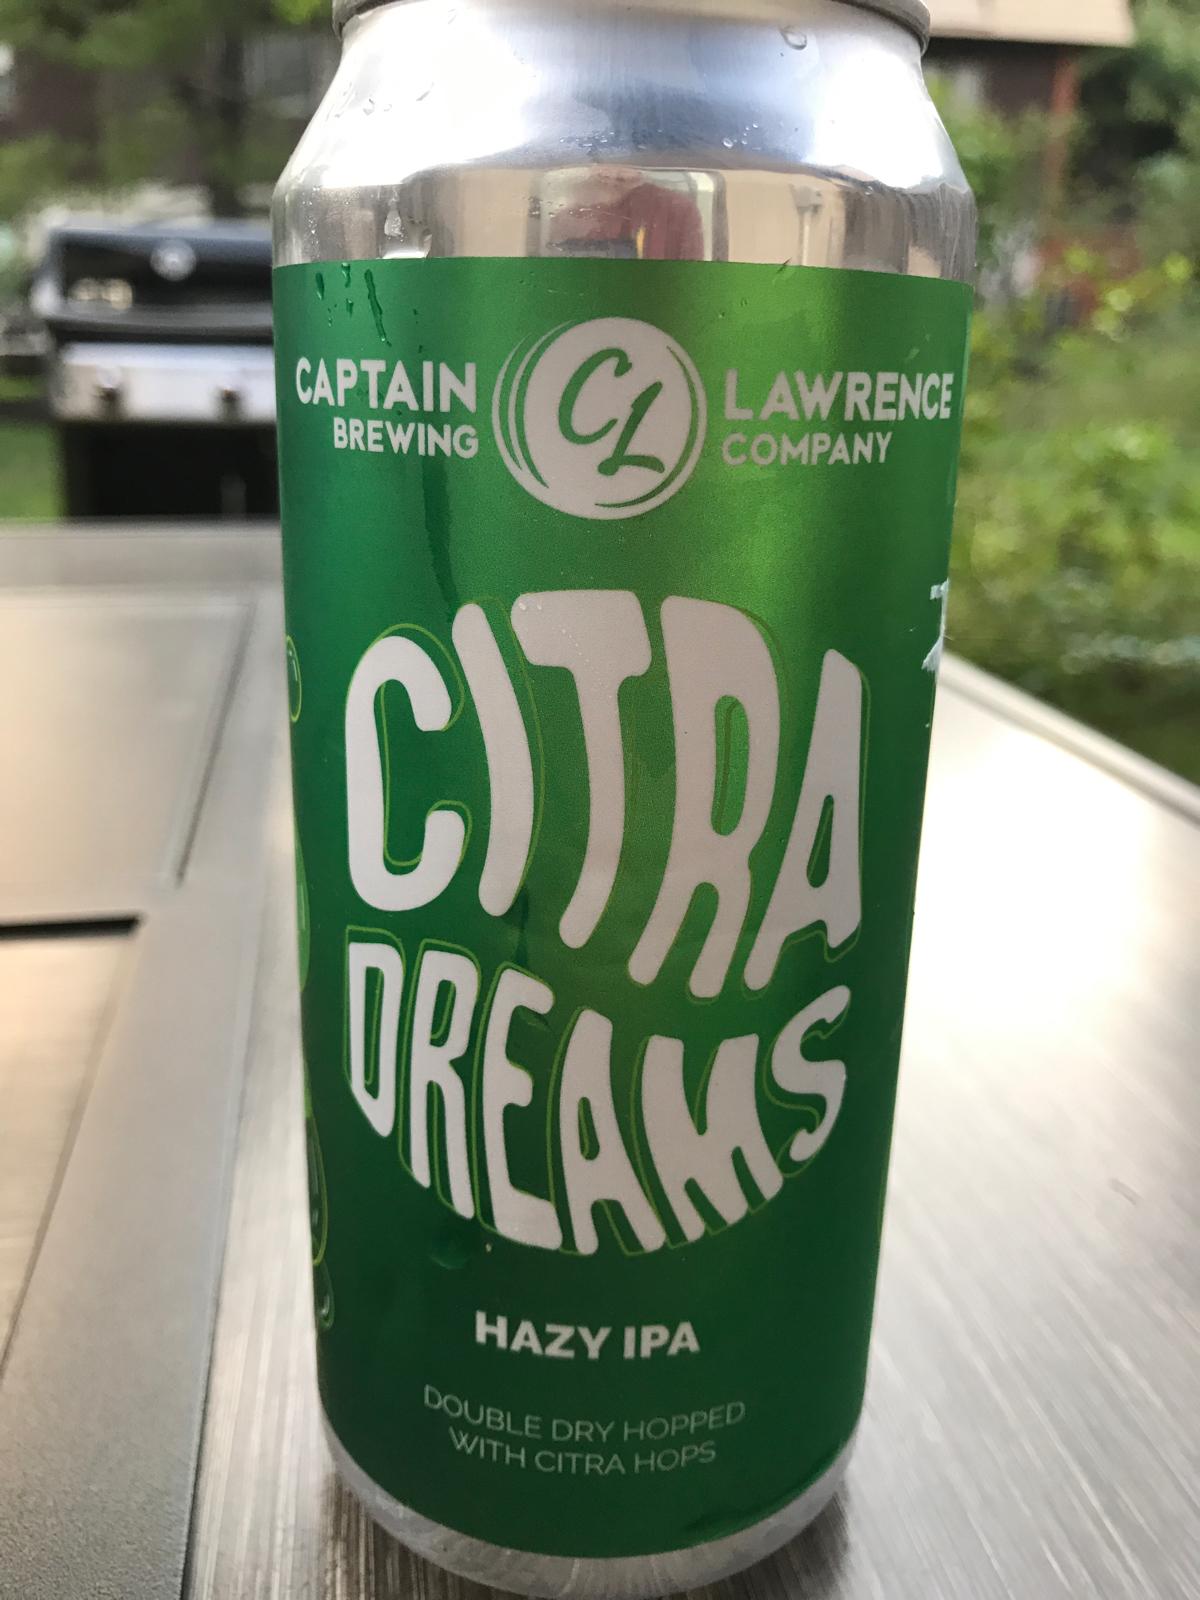 CAPTAIN CL LAWRENCE
BREWING COMPANY
CITRA
DREAMS
HAZY IPA
DOUBLE DRY HOPPED
WITH CITRA HOPS